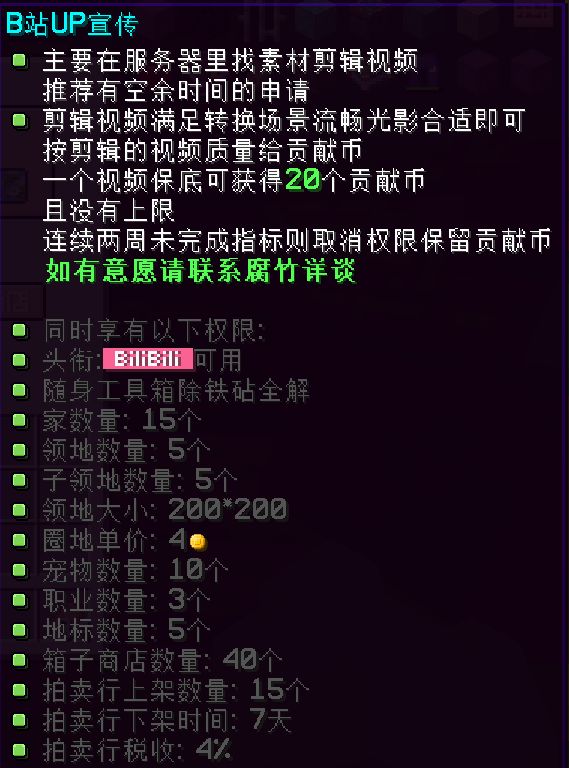 B站UP宣传
主要在服务器里找素材剪辑视频
推荐有空余时间的申请
剪辑视频满足转换场景流畅光影合适即可
按剪辑的视频质量给贡献币
一个视频保底可获得20个贡献币
且没有上限
连续两周未完成指标则取消权限保留贡献币
如有意愿请联系腐竹详谈
同时享有以下权限:
头衔: BiliBili 可用
随身工具箱除铁砧全解
家数量: 15个
领地数量: 5个
子领地数量: 5个
领地大小: 200*200
圈地单价: 4
宠物数量: 10个
职业数量: 3个
地标数量: 5个
箱子商店数量: 40个
拍卖行上架数量: 15个
拍卖行下架时间: 7天
拍卖行税收: 4%